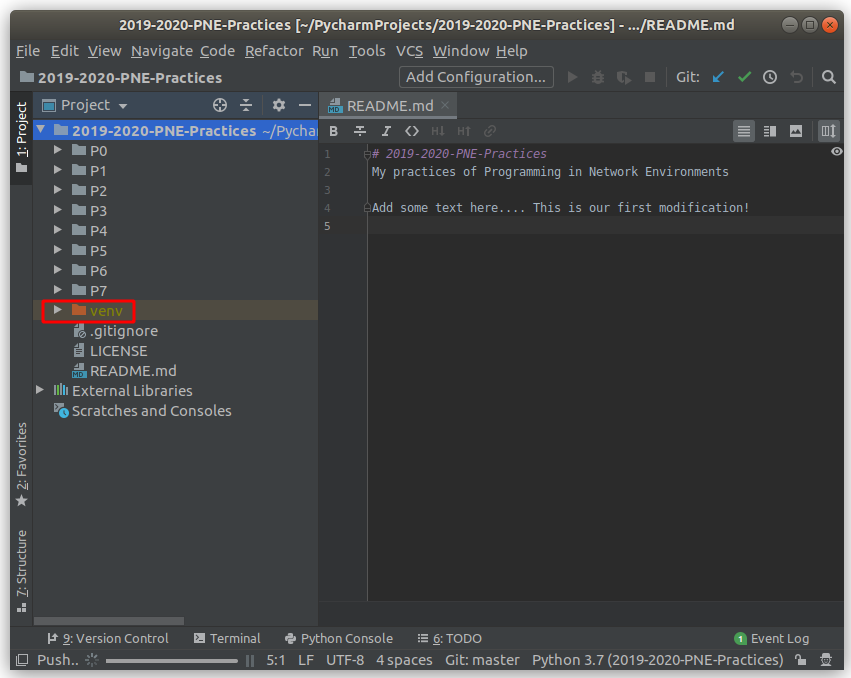 2019-2020-PNE-Practices [~/PycharmProjects/2019-2020-PNE-Practices] - .../README.md
File Edit View Navigate Code Refactor Run Tools VCS Window Help
2019-2020-PNE-Practices Add Configuration... Git:
1: Project
Project
2019-2020-PNE-Practices ~/Pychar
P0
P1
P2
P3
P4
P5
P6
P7
venv
.gitignore
LICENSE
MD README.md
External Libraries
Scratches and Consoles
2: Favorites
7: Structure
MD README.md
B I H↓ H↑
1 # 2019-2020-PNE-Practices
2 My practices of Programming in Network Environments
3
4 Add some text here.... This is our first modification!
5
9: Version Control Terminal Python Console 6: TODO 1 Event Log
Push.. 5:1 LF UTF-8 4 spaces Git: master Python 3.7 (2019-2020-PNE-Practices)